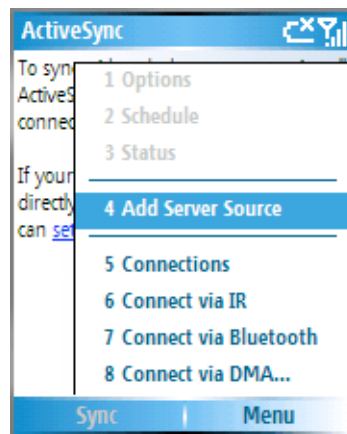 ActiveSync
To syn
ActiveS
connec
If your
directly
can set
1 Options
2 Schedule
3 Status
4 Add Server Source
5 Connections
6 Connect via IR
7 Connect via Bluetooth
8 Connect via DMA...
Sync Menu